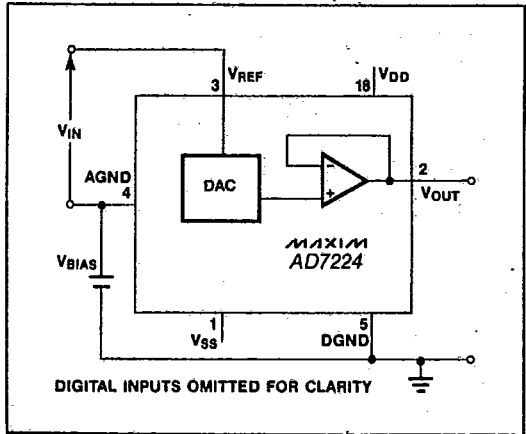 VREF
3
18
VDD
VIN
AGND
4
DAC
-
+
2
VOUT
MAXIM
AD7224
VBIAS
1
VSS
5
DGND
DIGITAL INPUTS OMITTED FOR CLARITY